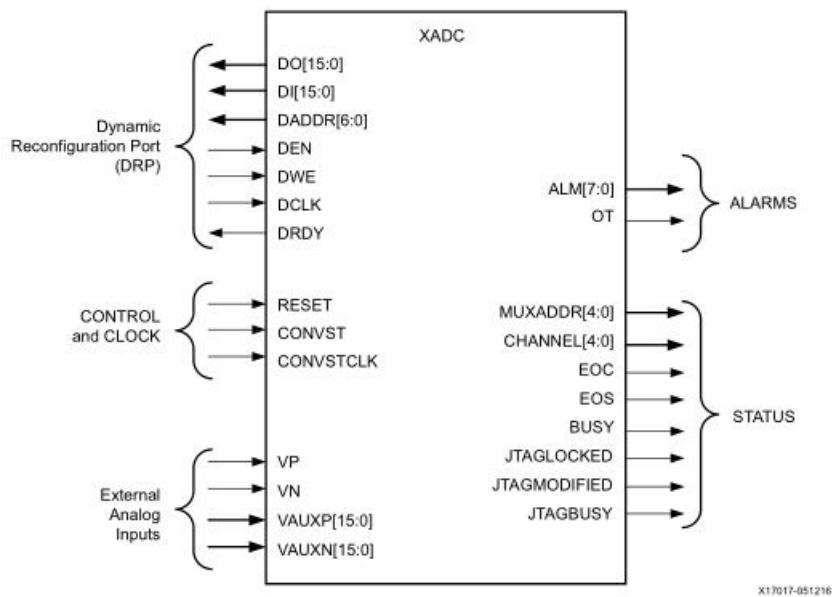 XADC
DO[15:0]
DI[15:0]
DADDR[6:0]
DEN
DWE
DCLK
DRDY
Dynamic
Reconfiguration Port
(DRP)
RESET
CONVST
CONVSTCLK
CONTROL
and CLOCK
VP
VN
VAUXP[15:0]
VAUXN[15:0]
External
Analog
Inputs
ALM[7:0]
OT
ALARMS
MUXADDR[4:0]
CHANNEL[4:0]
EOC
EOS
BUSY
JTAGLOCKED
JTAGMODIFIED
JTAGBUSY
STATUS
X17017-051216